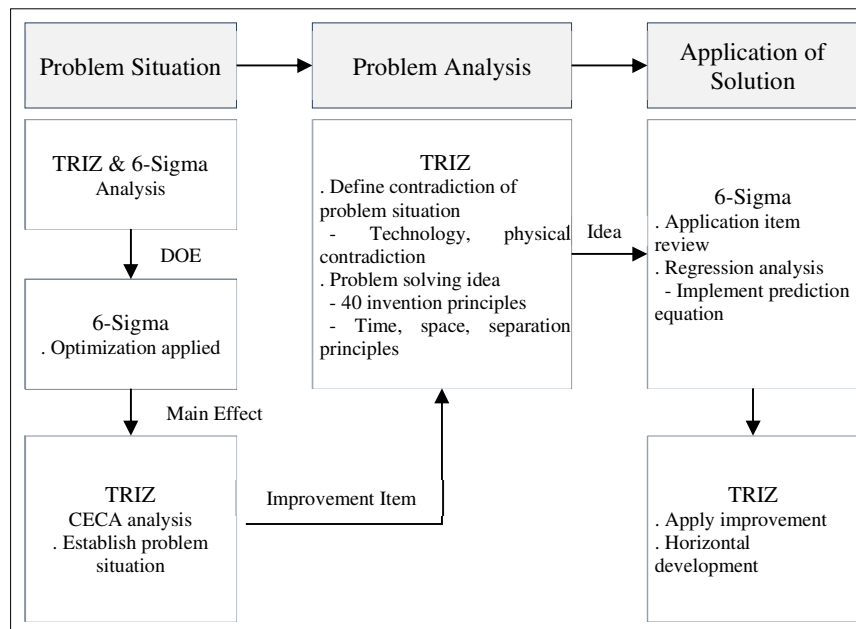 Problem Situation
Problem Analysis
Application of
Solution
TRIZ & 6-Sigma
Analysis
DOE
6-Sigma
. Optimization applied
Main Effect
TRIZ
CECA analysis
. Establish problem
situation
Improvement Item
TRIZ
. Define contradiction of
problem situation
- Technology, physical
contradiction
. Problem solving idea
- 40 invention principles
- Time, space, separation
principles
Idea
6-Sigma
. Application item
review
. Regression analysis
- Implement prediction
equation
TRIZ
. Apply improvement
. Horizontal
development